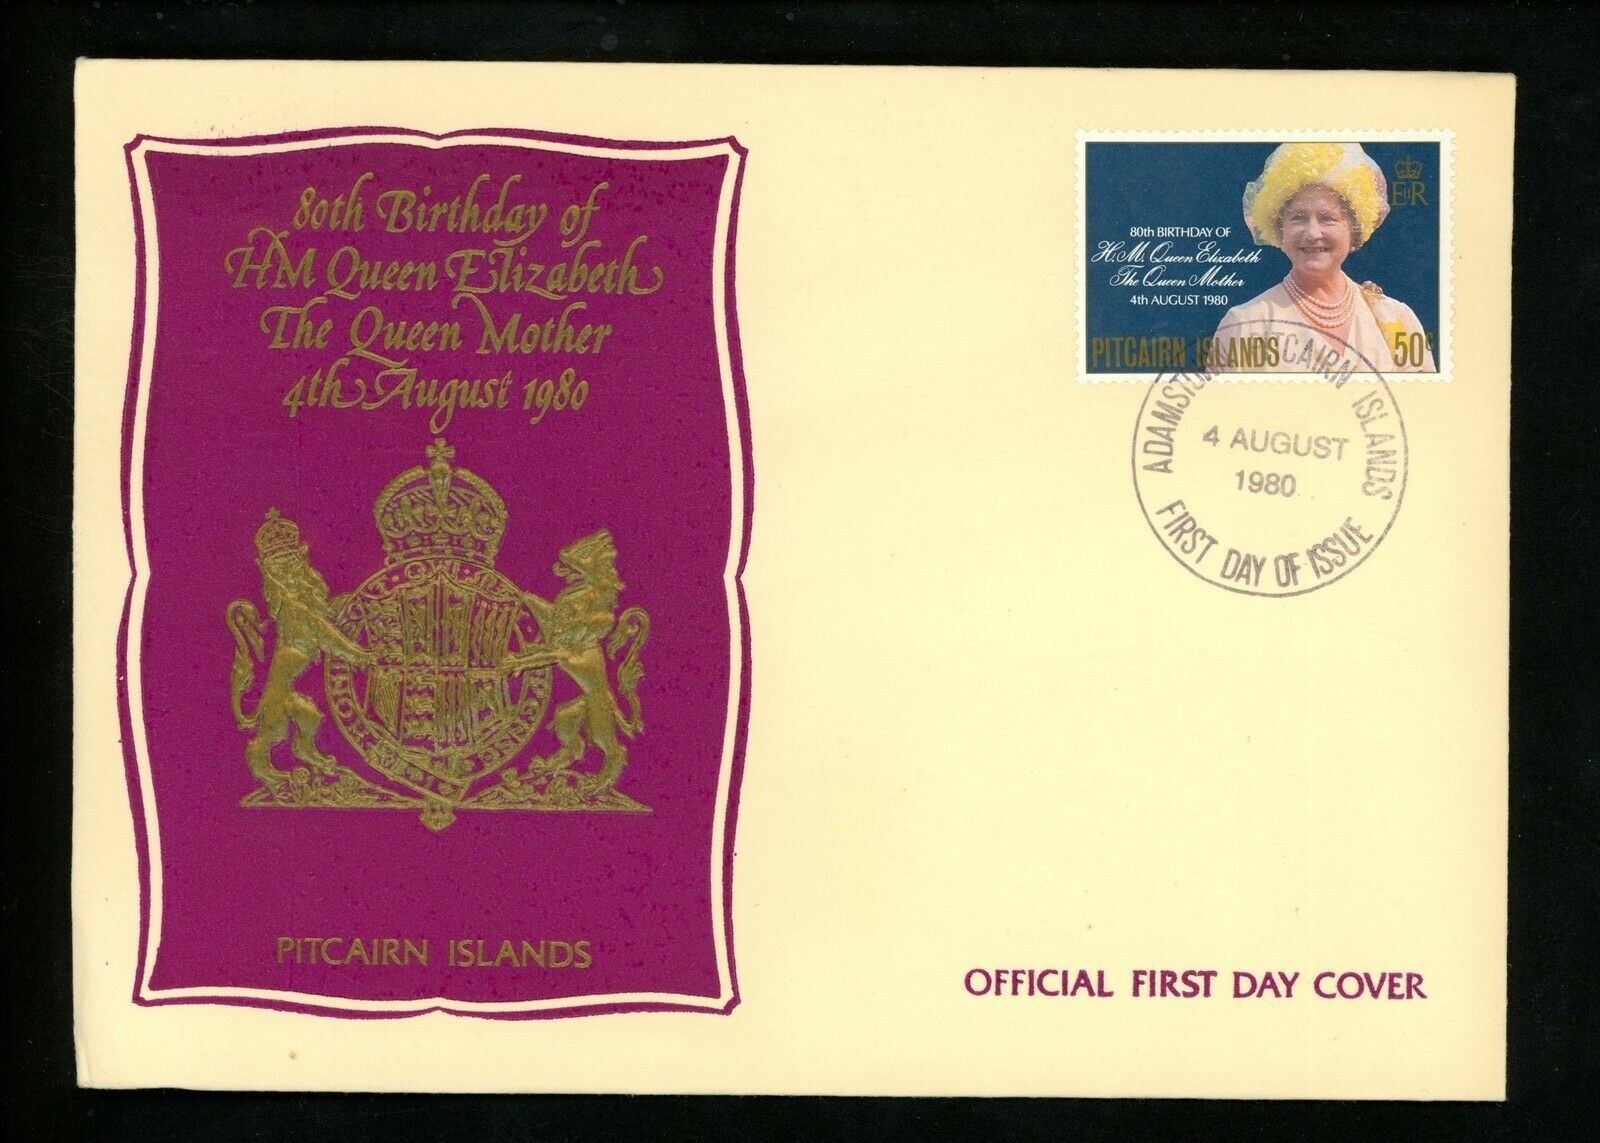 80th Birthday of
HM Queen Elizabeth
The Queen Mother
4th August 1980
PITCAIRN ISLANDS
EIIR
80th BIRTHDAY OF
H.M. Queen Elizabeth
The Queen Mother
4th AUGUST 1980
PITCAIRN ISLANDS 50c
ADAMSTOWN PITCAIRN ISLANDS
4 AUGUST
1980
FIRST DAY OF ISSUE
OFFICIAL FIRST DAY COVER